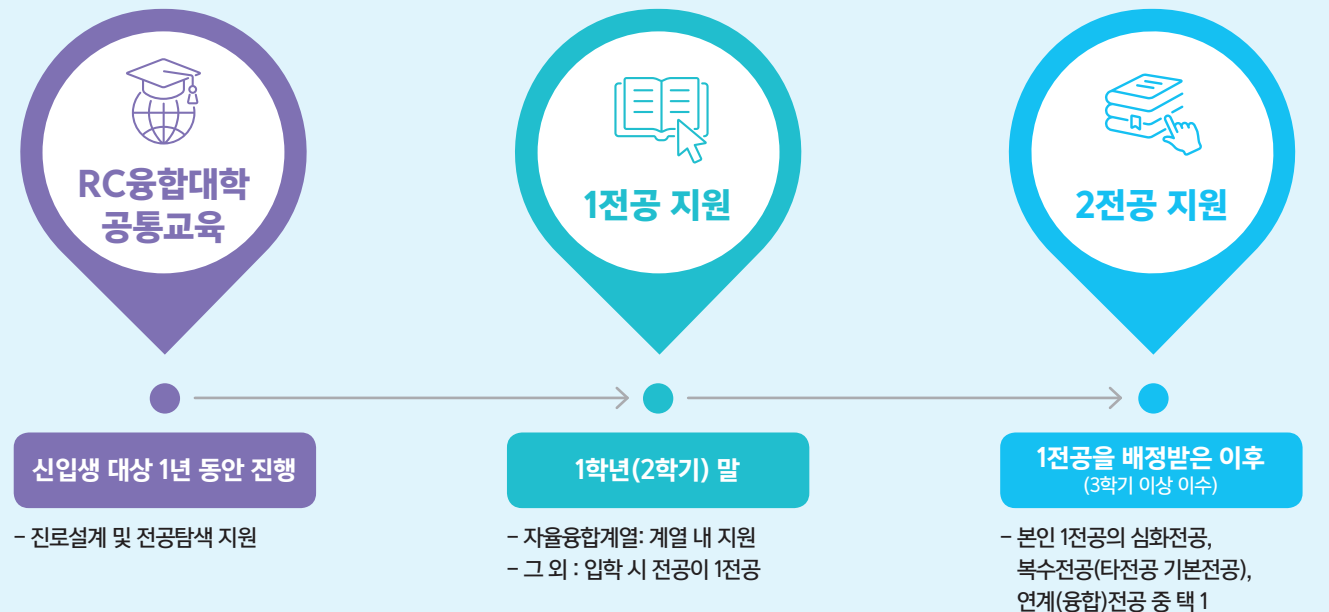 RC융합대학
공통교육
1전공 지원
2전공 지원
신입생 대상 1년 동안 진행
- 진로설계 및 전공탐색 지원
1학년(2학기) 말
- 자율융합계열: 계열 내 지원
- 그 외 : 입학 시 전공이 1전공
1전공을 배정받은 이후
(3학기 이상 이수)
- 본인 1전공의 심화전공,
복수전공(타전공 기본전공),
연계(융합)전공 중 택 1